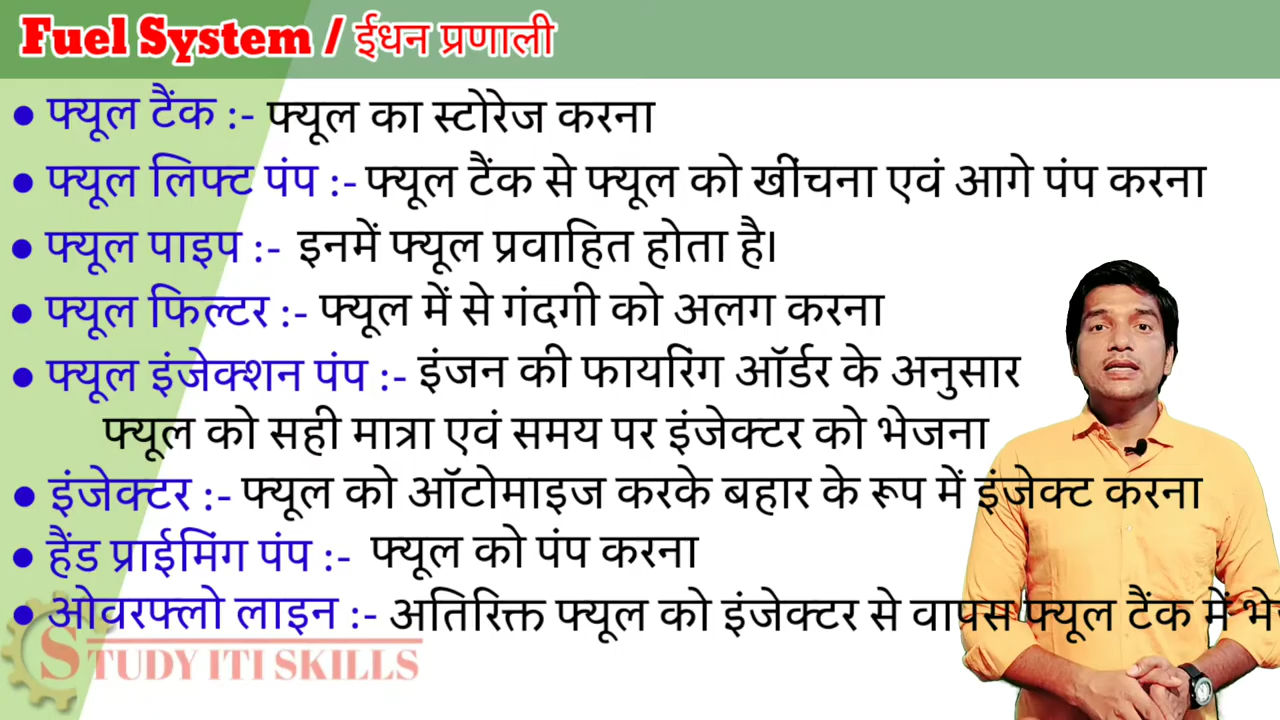 Fuel System / ईधन प्रणाली
• फ्यूल टैंक :- फ्यूल का स्टोरेज करना
• फ्यूल लिफ्ट पंप :- फ्यूल टैंक से फ्यूल को खींचना एवं आगे पंप करना
• फ्यूल पाइप :- इनमें फ्यूल प्रवाहित होता है।
• फ्यूल फिल्टर :- फ्यूल में से गंदगी को अलग करना
• फ्यूल इंजेक्शन पंप :- इंजन की फायरिंग ऑर्डर के अनुसार
फ्यूल को सही मात्रा एवं समय पर इंजेक्टर को भेजना
• इंजेक्टर :- फ्यूल को ऑटोमाइज करके बहार के रूप में इंजेक्ट करना
• हैंड प्राईमिंग पंप :- फ्यूल को पंप करना
• ओवरफ्लो लाइन :- अतिरिक्त फ्यूल को इंजेक्टर से वापस फ्यूल टैंक में
STUDY ITI SKILLS